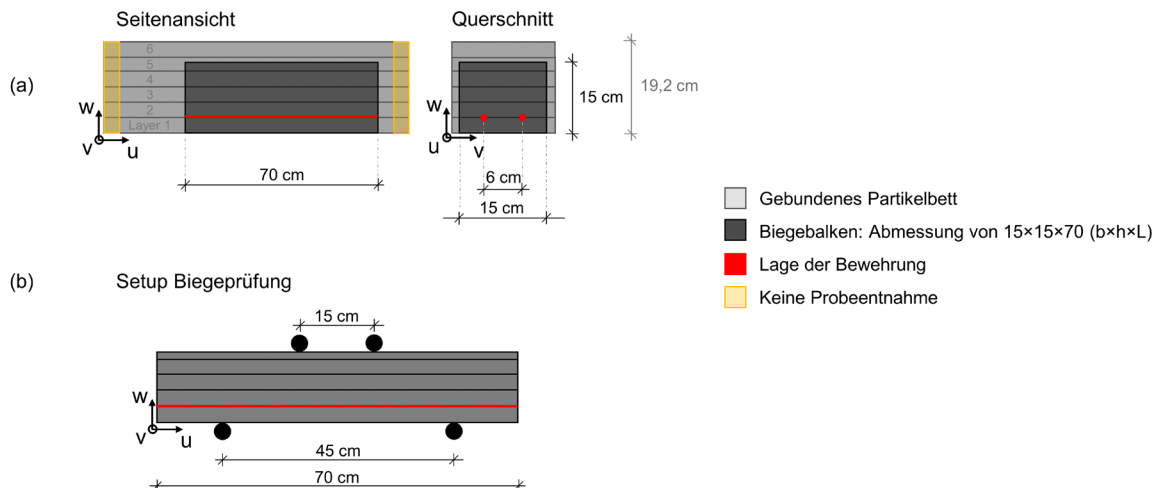 Seitenansicht
Querschnitt
(a)
6
5
4
3
2
Layer 1
w
v
u
70 cm
w
u
v
6 cm
15 cm
15 cm
19,2 cm
Gebundenes Partikelbett
Biegebalken: Abmessung von 15×15×70 (b×h×L)
Lage der Bewehrung
Keine Probeentnahme
(b)
Setup Biegeprüfung
15 cm
w
v
u
45 cm
70 cm